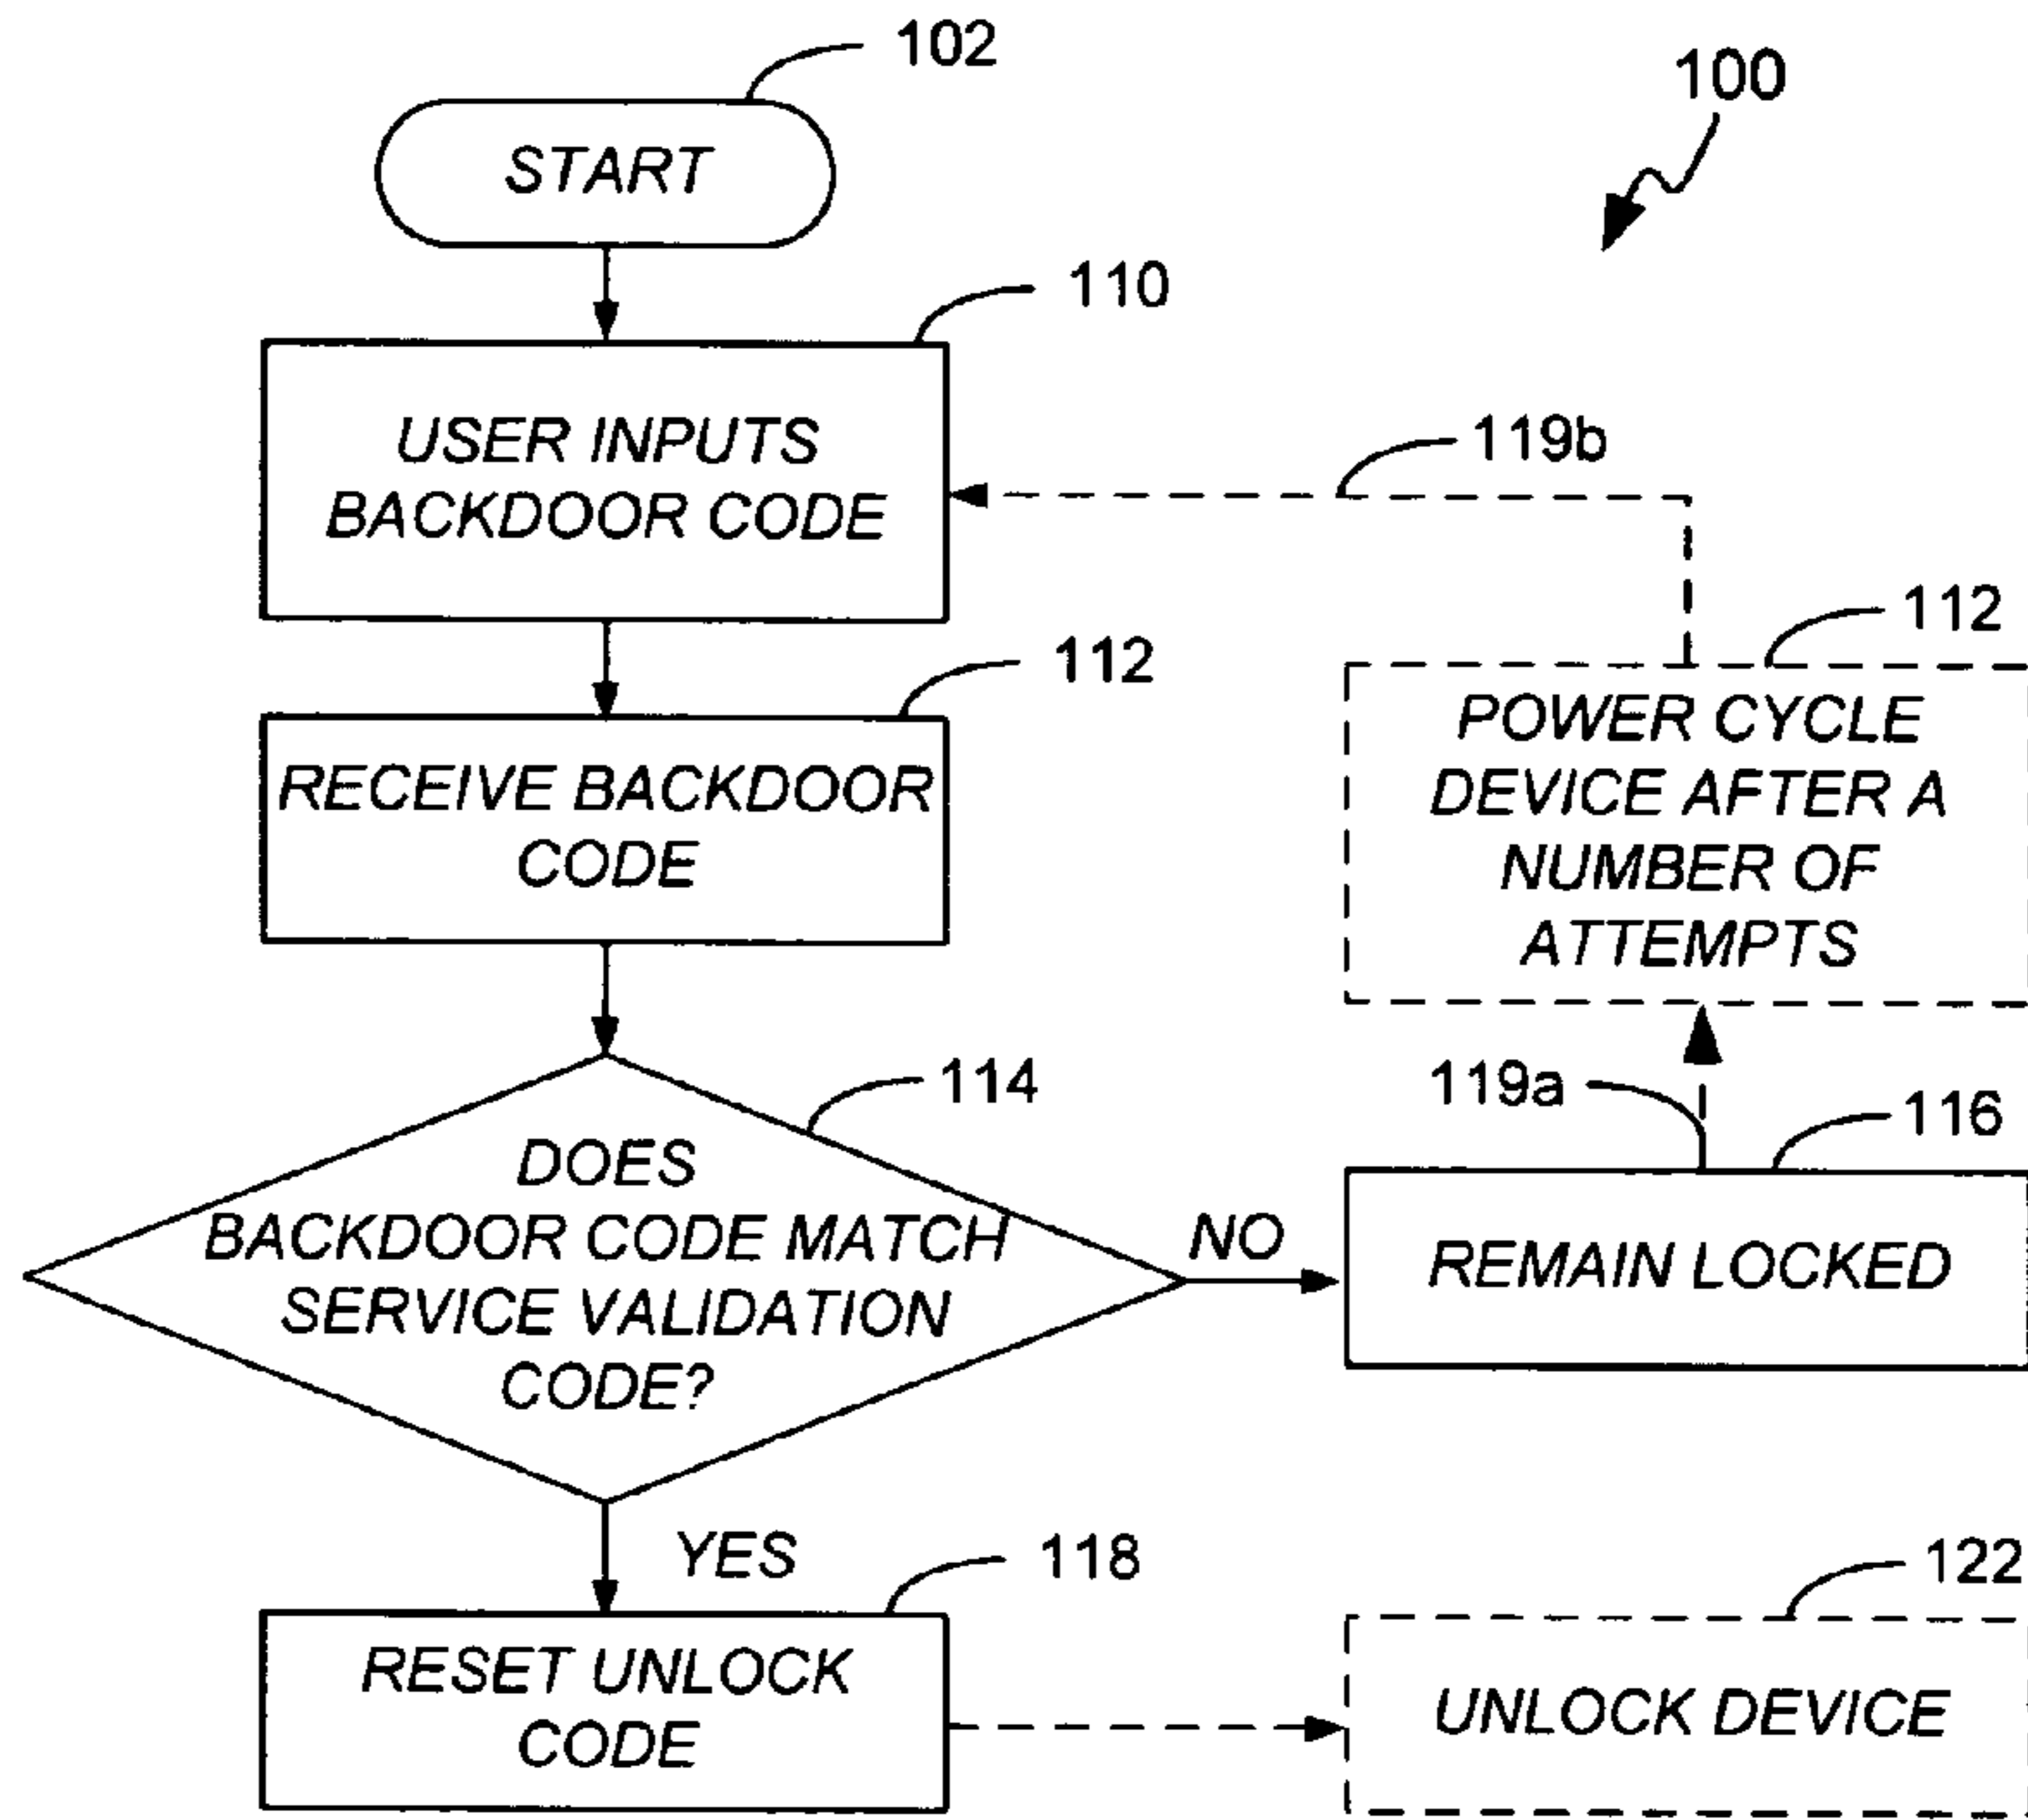 102
100
START
110
USER INPUTS
BACKDOOR CODE
119b
112
RECEIVE BACKDOOR
CODE
112
POWER CYCLE
DEVICE AFTER A
NUMBER OF
ATTEMPTS
114
DOES
BACKDOOR CODE MATCH
SERVICE VALIDATION
CODE?
119a
116
NO
REMAIN LOCKED
YES
118
RESET UNLOCK
CODE
122
UNLOCK DEVICE